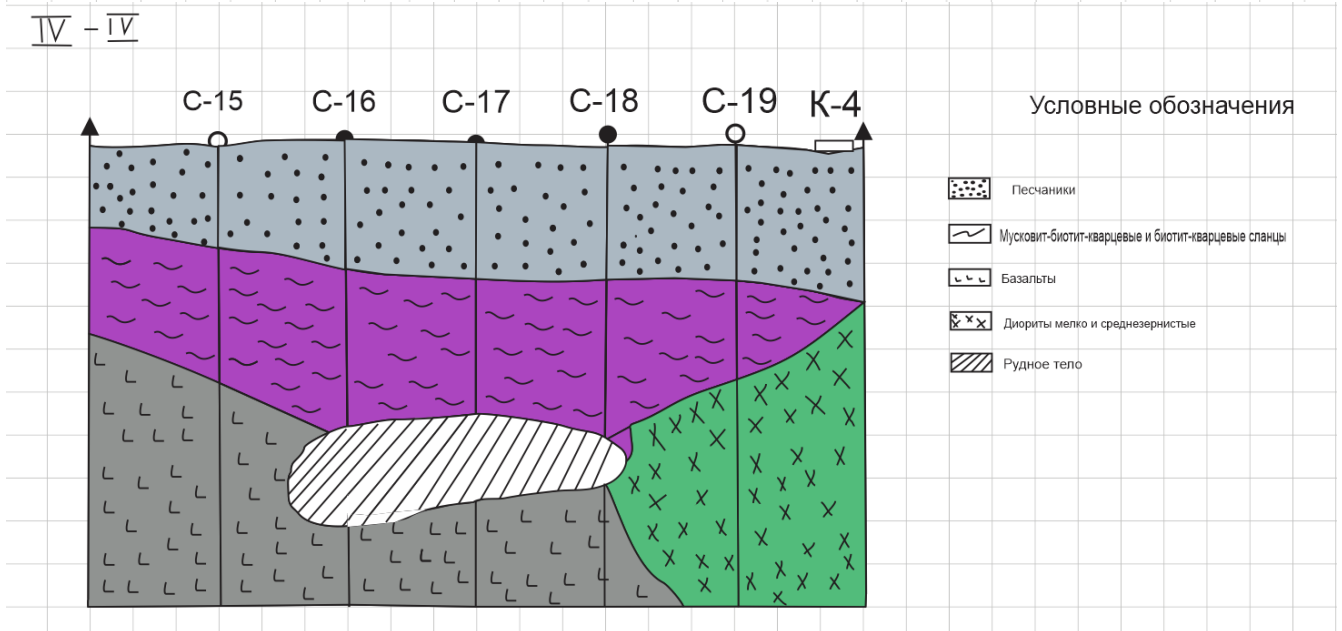 IV - IV
С-15 С-16 С-17 С-18 С-19 К-4
Условные обозначения
Песчаники
Мусковит-биотит-кварцевые и биотит-кварцевые сланцы
Базальты
Диориты мелко и среднезернистые
Рудное тело